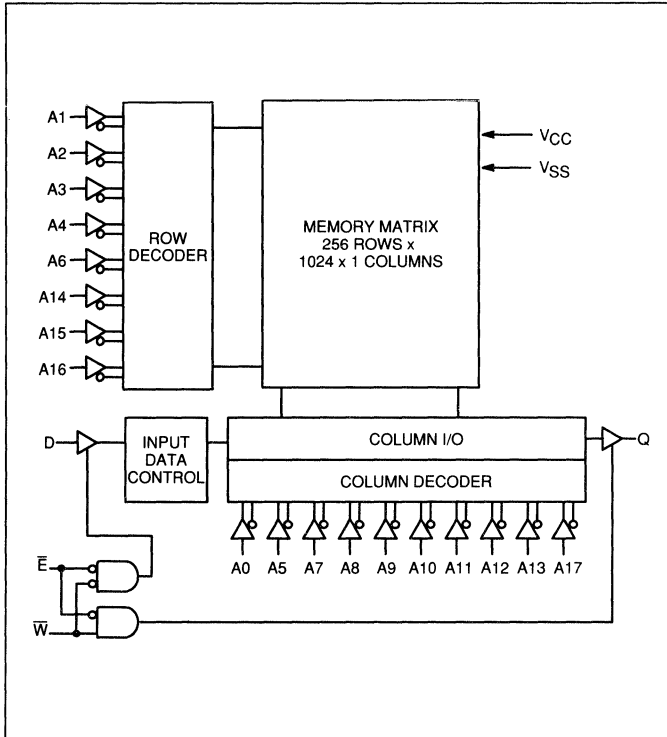 A1
A2
A3
A4
A6
A14
A15
A16
ROW
DECODER
MEMORY MATRIX
256 ROWS x
1024 x 1 COLUMNS
VCC
VSS
D
INPUT
DATA
CONTROL
COLUMN I/O
COLUMN DECODER
Q
A0 A5 A7 A8 A9 A10 A11 A12 A13 A17
E̅
W̅